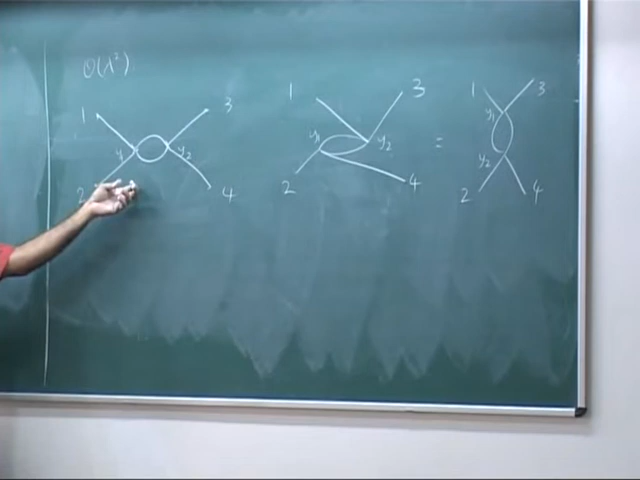 O(λ²)
1 3
y₁ y₂
2 4
1 3
y₁ y₂
2 4
=
1 3
y₁
y₂
2 4